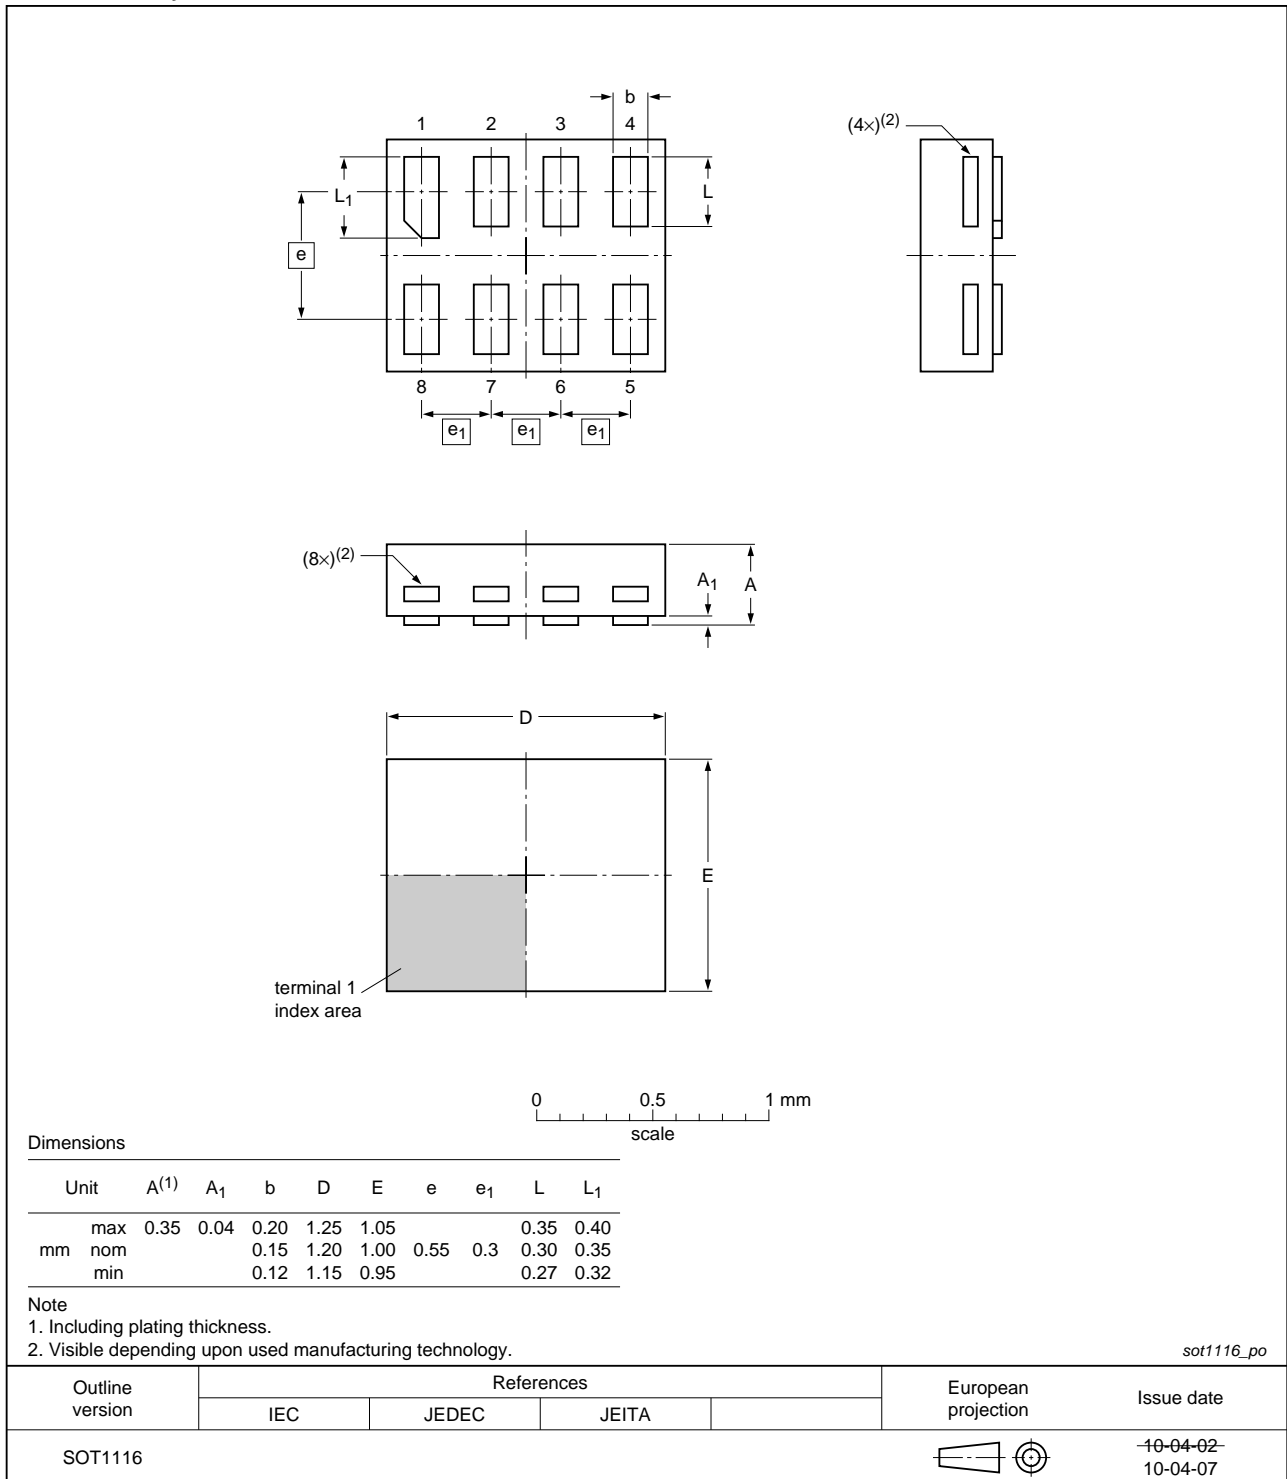 b
1 2 3 4
(4×)(2)
L1
L
e
8 7 6 5
e1 e1 e1
(8×)(2)
A1 A
D
E
terminal 1
index area
0 0.5 1 mm
scale
Dimensions
Unit A(1) A1 b D E e e1 L L1
max 0.35 0.04 0.20 1.25 1.05 0.35 0.40
mm nom 0.15 1.20 1.00 0.55 0.3 0.30 0.35
min 0.12 1.15 0.95 0.27 0.32
Note
1. Including plating thickness.
2. Visible depending upon used manufacturing technology.
sot1116_po
Outline
version
References
IEC JEDEC JEITA
European
projection
Issue date
SOT1116
10-04-02
10-04-07